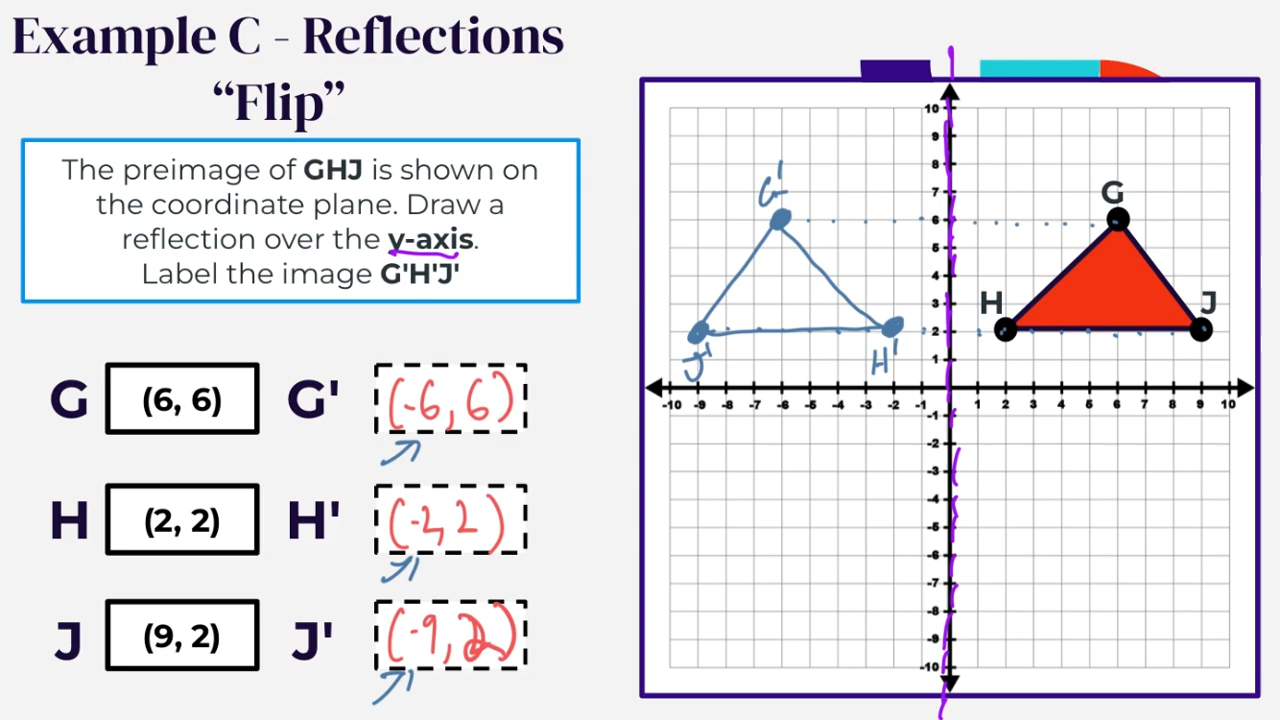 Example C - Reflections
“Flip”
The preimage of GHJ is shown on
the coordinate plane. Draw a
reflection over the y-axis.
Label the image G'H'J'
G (6, 6) G' (-6, 6)
H (2, 2) H' (-2, 2)
J (9, 2) J' (-9, 2)
10
9
8
7
6
5
4
3
2
1
-1
-2
-3
-4
-5
-6
-7
-8
-9
-10
-10 -9 -8 -7 -6 -5 -4 -3 -2 -1 1 2 3 4 5 6 7 8 9 10
G' G
H J
J' H'